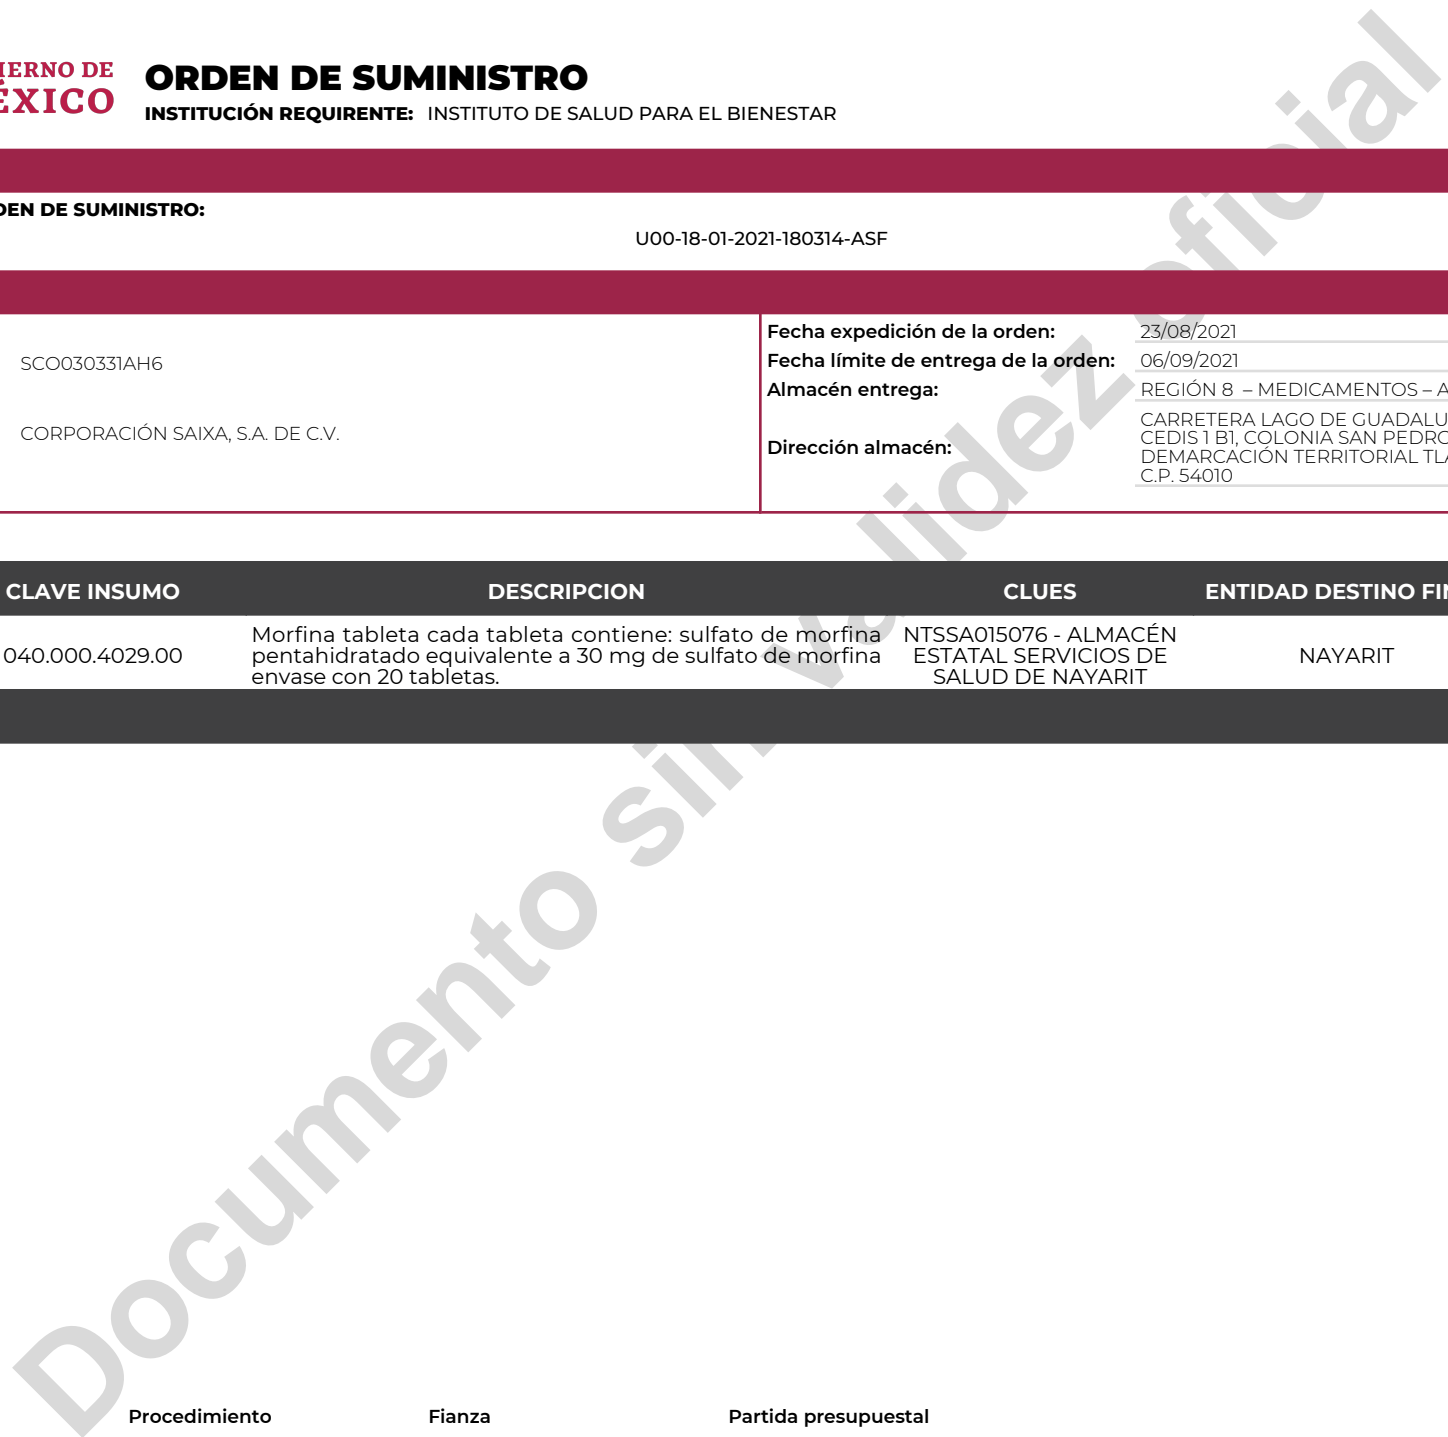 IERNO DE
ÉXICO
ORDEN DE SUMINISTRO
INSTITUCIÓN REQUIRENTE: INSTITUTO DE SALUD PARA EL BIENESTAR
DEN DE SUMINISTRO:
U00-18-01-2021-180314-ASF
SCO030331AH6
CORPORACIÓN SAIXA, S.A. DE C.V.
Fecha expedición de la orden: 23/08/2021
Fecha límite de entrega de la orden: 06/09/2021
Almacén entrega: REGIÓN 8 – MEDICAMENTOS – A
Dirección almacén:
CARRETERA LAGO DE GUADALU
CEDIS 1 B1, COLONIA SAN PEDRO
DEMARCACIÓN TERRITORIAL TLA
C.P. 54010
CLAVE INSUMO DESCRIPCION CLUES ENTIDAD DESTINO FIN
040.000.4029.00
Morfina tableta cada tableta contiene: sulfato de morfina
pentahidratado equivalente a 30 mg de sulfato de morfina
envase con 20 tabletas.
NTSSA015076 - ALMACÉN
ESTATAL SERVICIOS DE
SALUD DE NAYARIT
NAYARIT
Documento sin validez oficial
Procedimiento Fianza Partida presupuestal